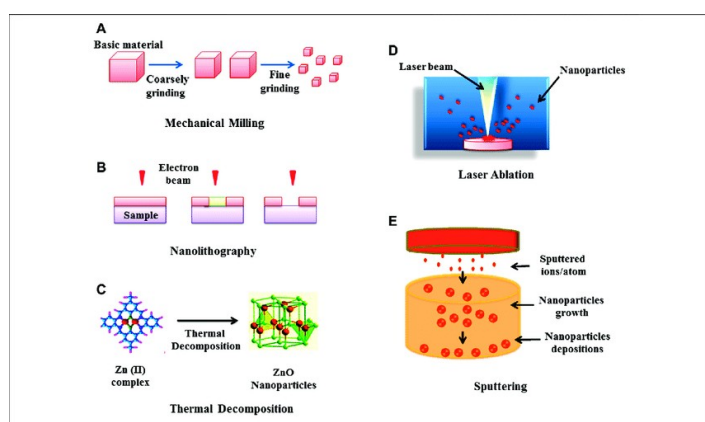 A
Basic material
Coarsely
grinding
Fine
grinding
Mechanical Milling
B
Electron
beam
Sample
Nanolithography
C
Thermal
Decomposition
Zn (II)
complex
ZnO
Nanoparticles
Thermal Decomposition
D
Laser beam
Nanoparticles
Laser Ablation
E
Sputtered
ions/atom
Nanoparticles
growth
Nanoparticles
depositions
Sputtering